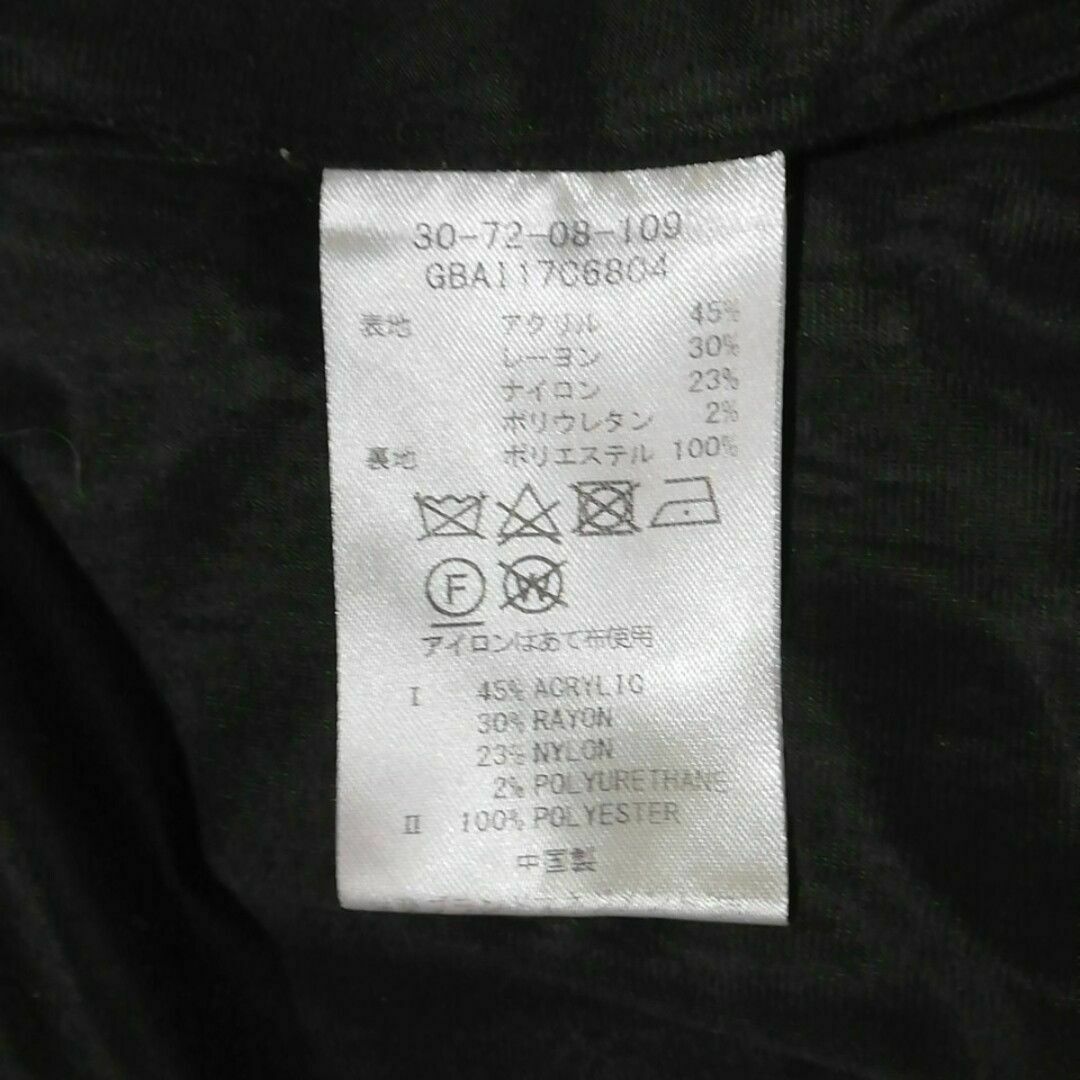 30-72-08-109
GBA117C6804
表地 アクリル 45%
レーヨン 30%
ナイロン 23%
ポリウレタン 2%
裏地 ポリエステル 100%
F
W
アイロンはあて布使用
I 45% ACRYLIC
30% RAYON
23% NYLON
2% POLYURETHANE
II 100% POLYESTER
中国製